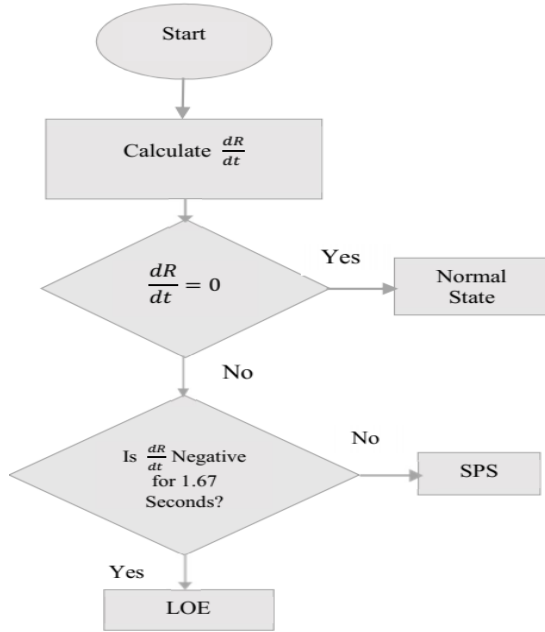 Start
Calculate dR/dt
dR/dt = 0
Yes
Normal
State
No
Is dR/dt Negative
for 1.67
Seconds?
No
SPS
Yes
LOE